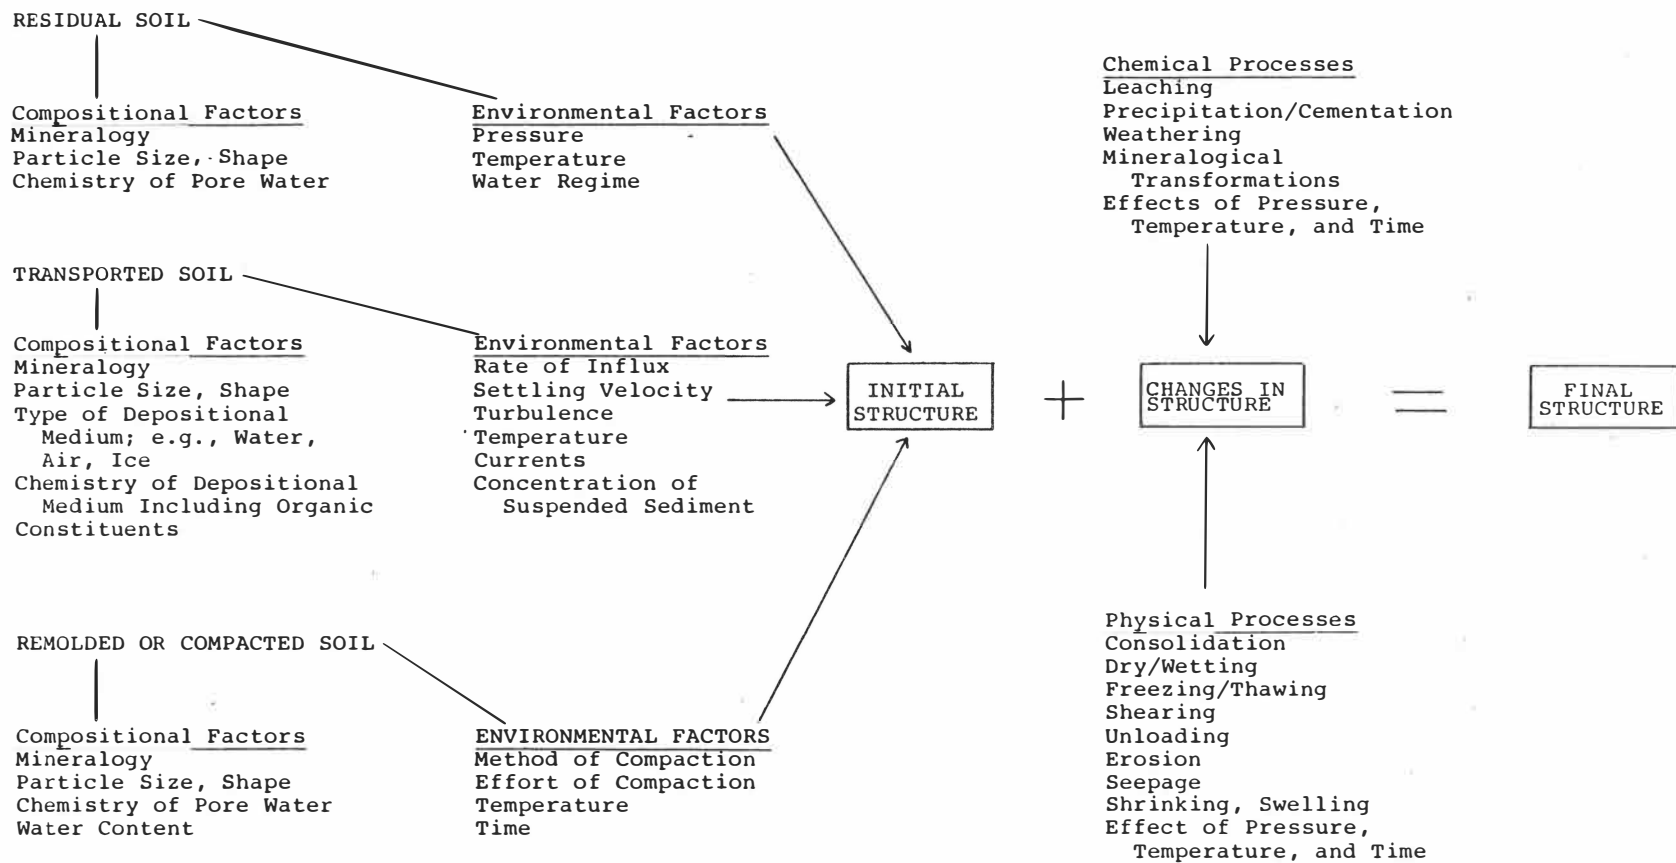 RESIDUAL SOIL
Compositional Factors
Mineralogy
Particle Size, Shape
Chemistry of Pore Water
Environmental Factors
Pressure
Temperature
Water Regime
TRANSPORTED SOIL
Compositional Factors
Mineralogy
Particle Size, Shape
Type of Depositional
Medium; e.g., Water,
Air, Ice
Chemistry of Depositional
Medium Including Organic
Constituents
Environmental Factors
Rate of Influx
Settling Velocity
Turbulence
Temperature
Currents
Concentration of
Suspended Sediment
REMOLDED OR COMPACTED SOIL
Compositional Factors
Mineralogy
Particle Size, Shape
Chemistry of Pore Water
Water Content
ENVIRONMENTAL FACTORS
Method of Compaction
Effort of Compaction
Temperature
Time
INITIAL
STRUCTURE
+
Chemical Processes
Leaching
Precipitation/Cementation
Weathering
Mineralogical
Transformations
Effects of Pressure,
Temperature, and Time
CHANGES IN
STRUCTURE
Physical Processes
Consolidation
Dry/Wetting
Freezing/Thawing
Shearing
Unloading
Erosion
Seepage
Shrinking, Swelling
Effect of Pressure,
Temperature, and Time
=
FINAL
STRUCTURE